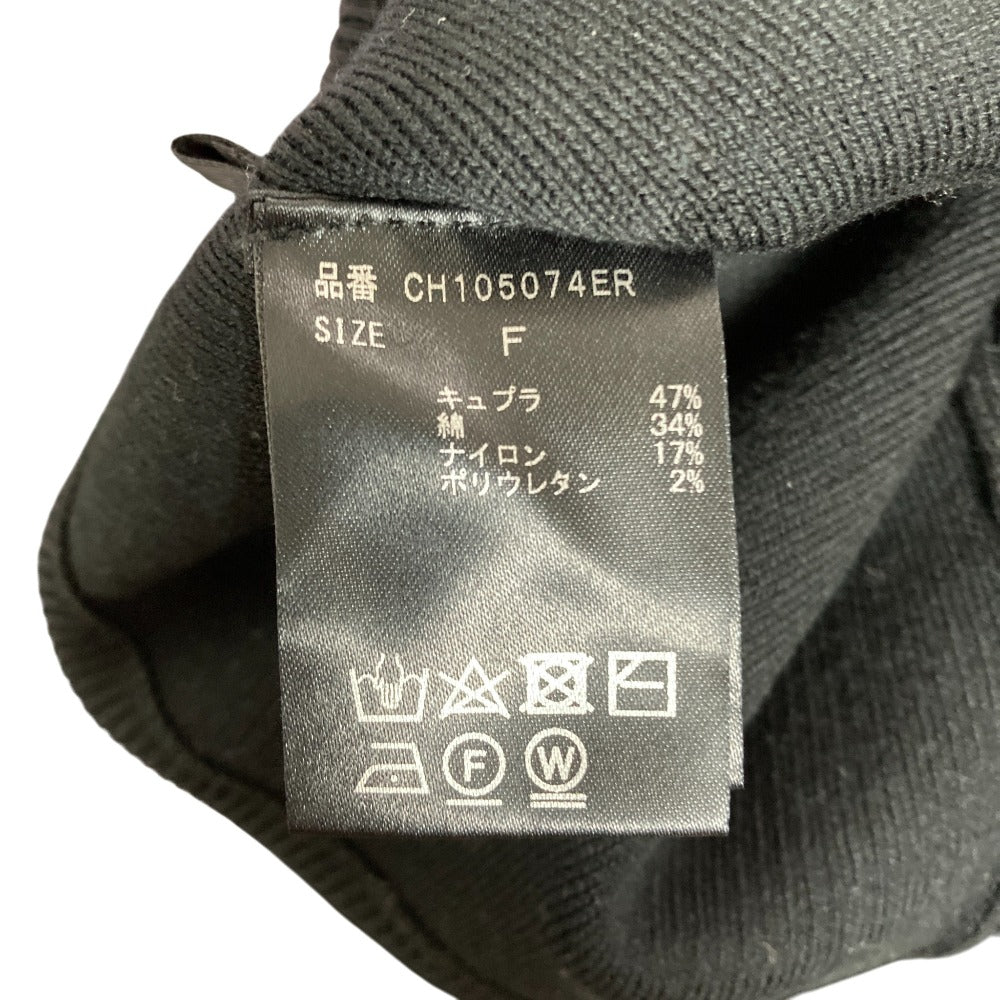 品番 CH105074ER
SIZE F
キュプラ 47%
綿 34%
ナイロン 17%
ポリウレタン 2%
F W